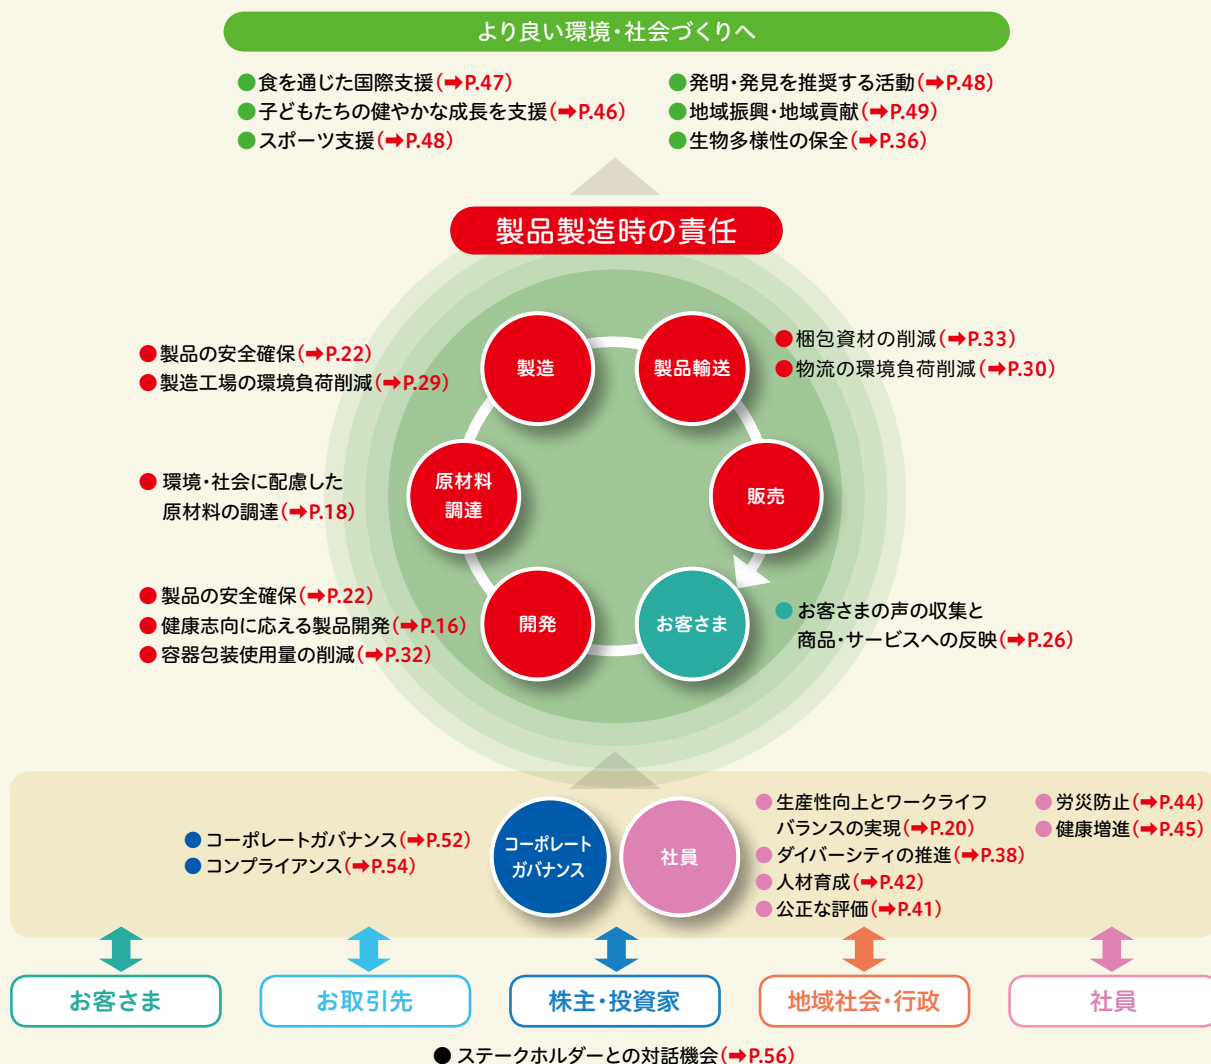 より良い環境・社会づくりへ
●食を通じた国際支援(➡P.47)
●子どもたちの健やかな成長を支援(➡P.46)
●スポーツ支援(➡P.48)
●発明・発見を推奨する活動(➡P.48)
●地域振興・地域貢献(➡P.49)
●生物多様性の保全(➡P.36)
製品製造時の責任
●製品の安全確保(➡P.22)
●製造工場の環境負荷削減(➡P.29)
製造
製品輸送
●梱包資材の削減(➡P.33)
●物流の環境負荷削減(➡P.30)
●環境・社会に配慮した
原材料の調達(➡P.18)
原材料
調達
販売
●製品の安全確保(➡P.22)
●健康志向に応える製品開発(➡P.16)
●容器包装使用量の削減(➡P.32)
開発
お客さま
●お客さまの声の収集と
商品・サービスへの反映(➡P.26)
●コーポレートガバナンス(➡P.52)
●コンプライアンス(➡P.54)
コーポレート
ガバナンス
社員
●生産性向上とワークライフ
バランスの実現(➡P.20)
●ダイバーシティの推進(➡P.38)
●人材育成(➡P.42)
●公正な評価(➡P.41)
●労災防止(➡P.44)
●健康増進(➡P.45)
お客さま
お取引先
株主・投資家
地域社会・行政
社員
●ステークホルダーとの対話機会(➡P.56)